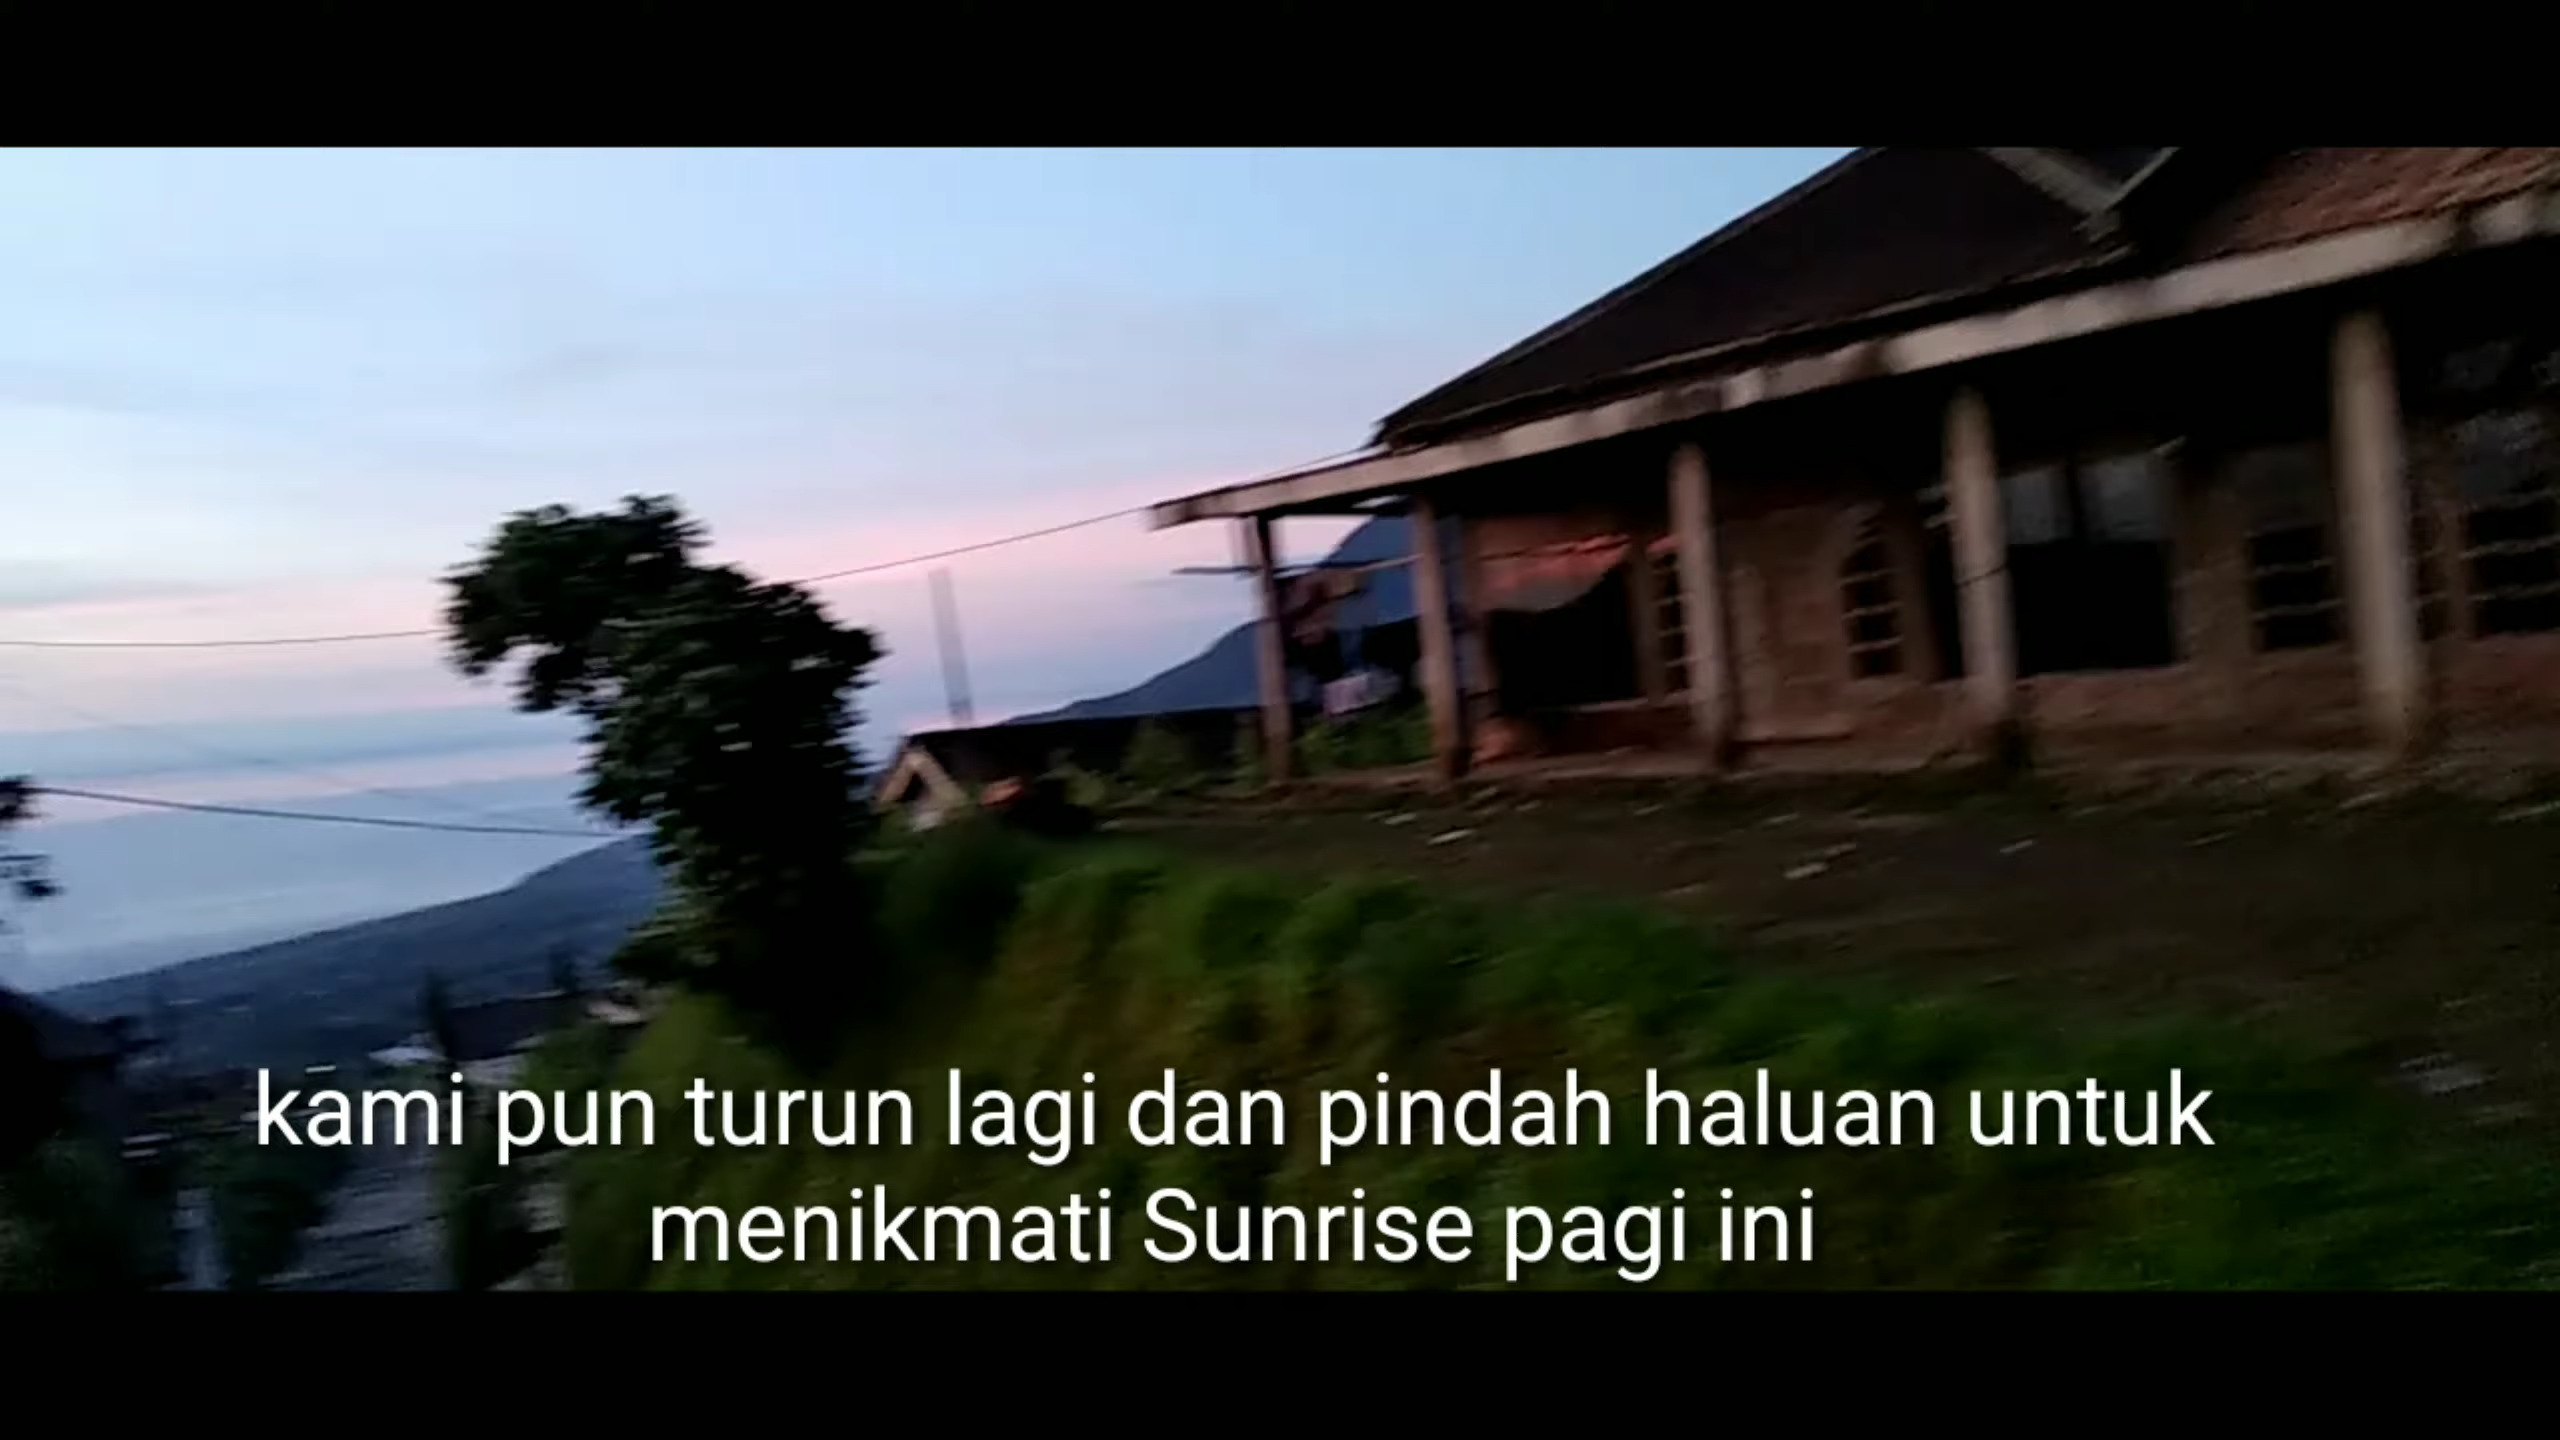 kami pun turun lagi dan pindah haluan untuk
menikmati Sunrise pagi ini